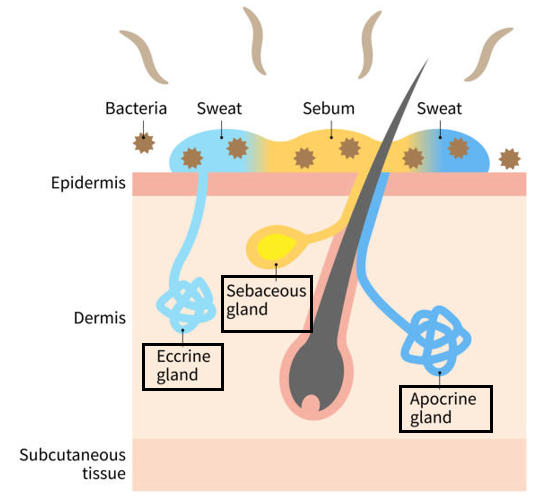 Bacteria
Sweat
Sebum
Sweat
Epidermis
Sebaceous
gland
Dermis
Eccrine
gland
Apocrine
gland
Subcutaneous
tissue